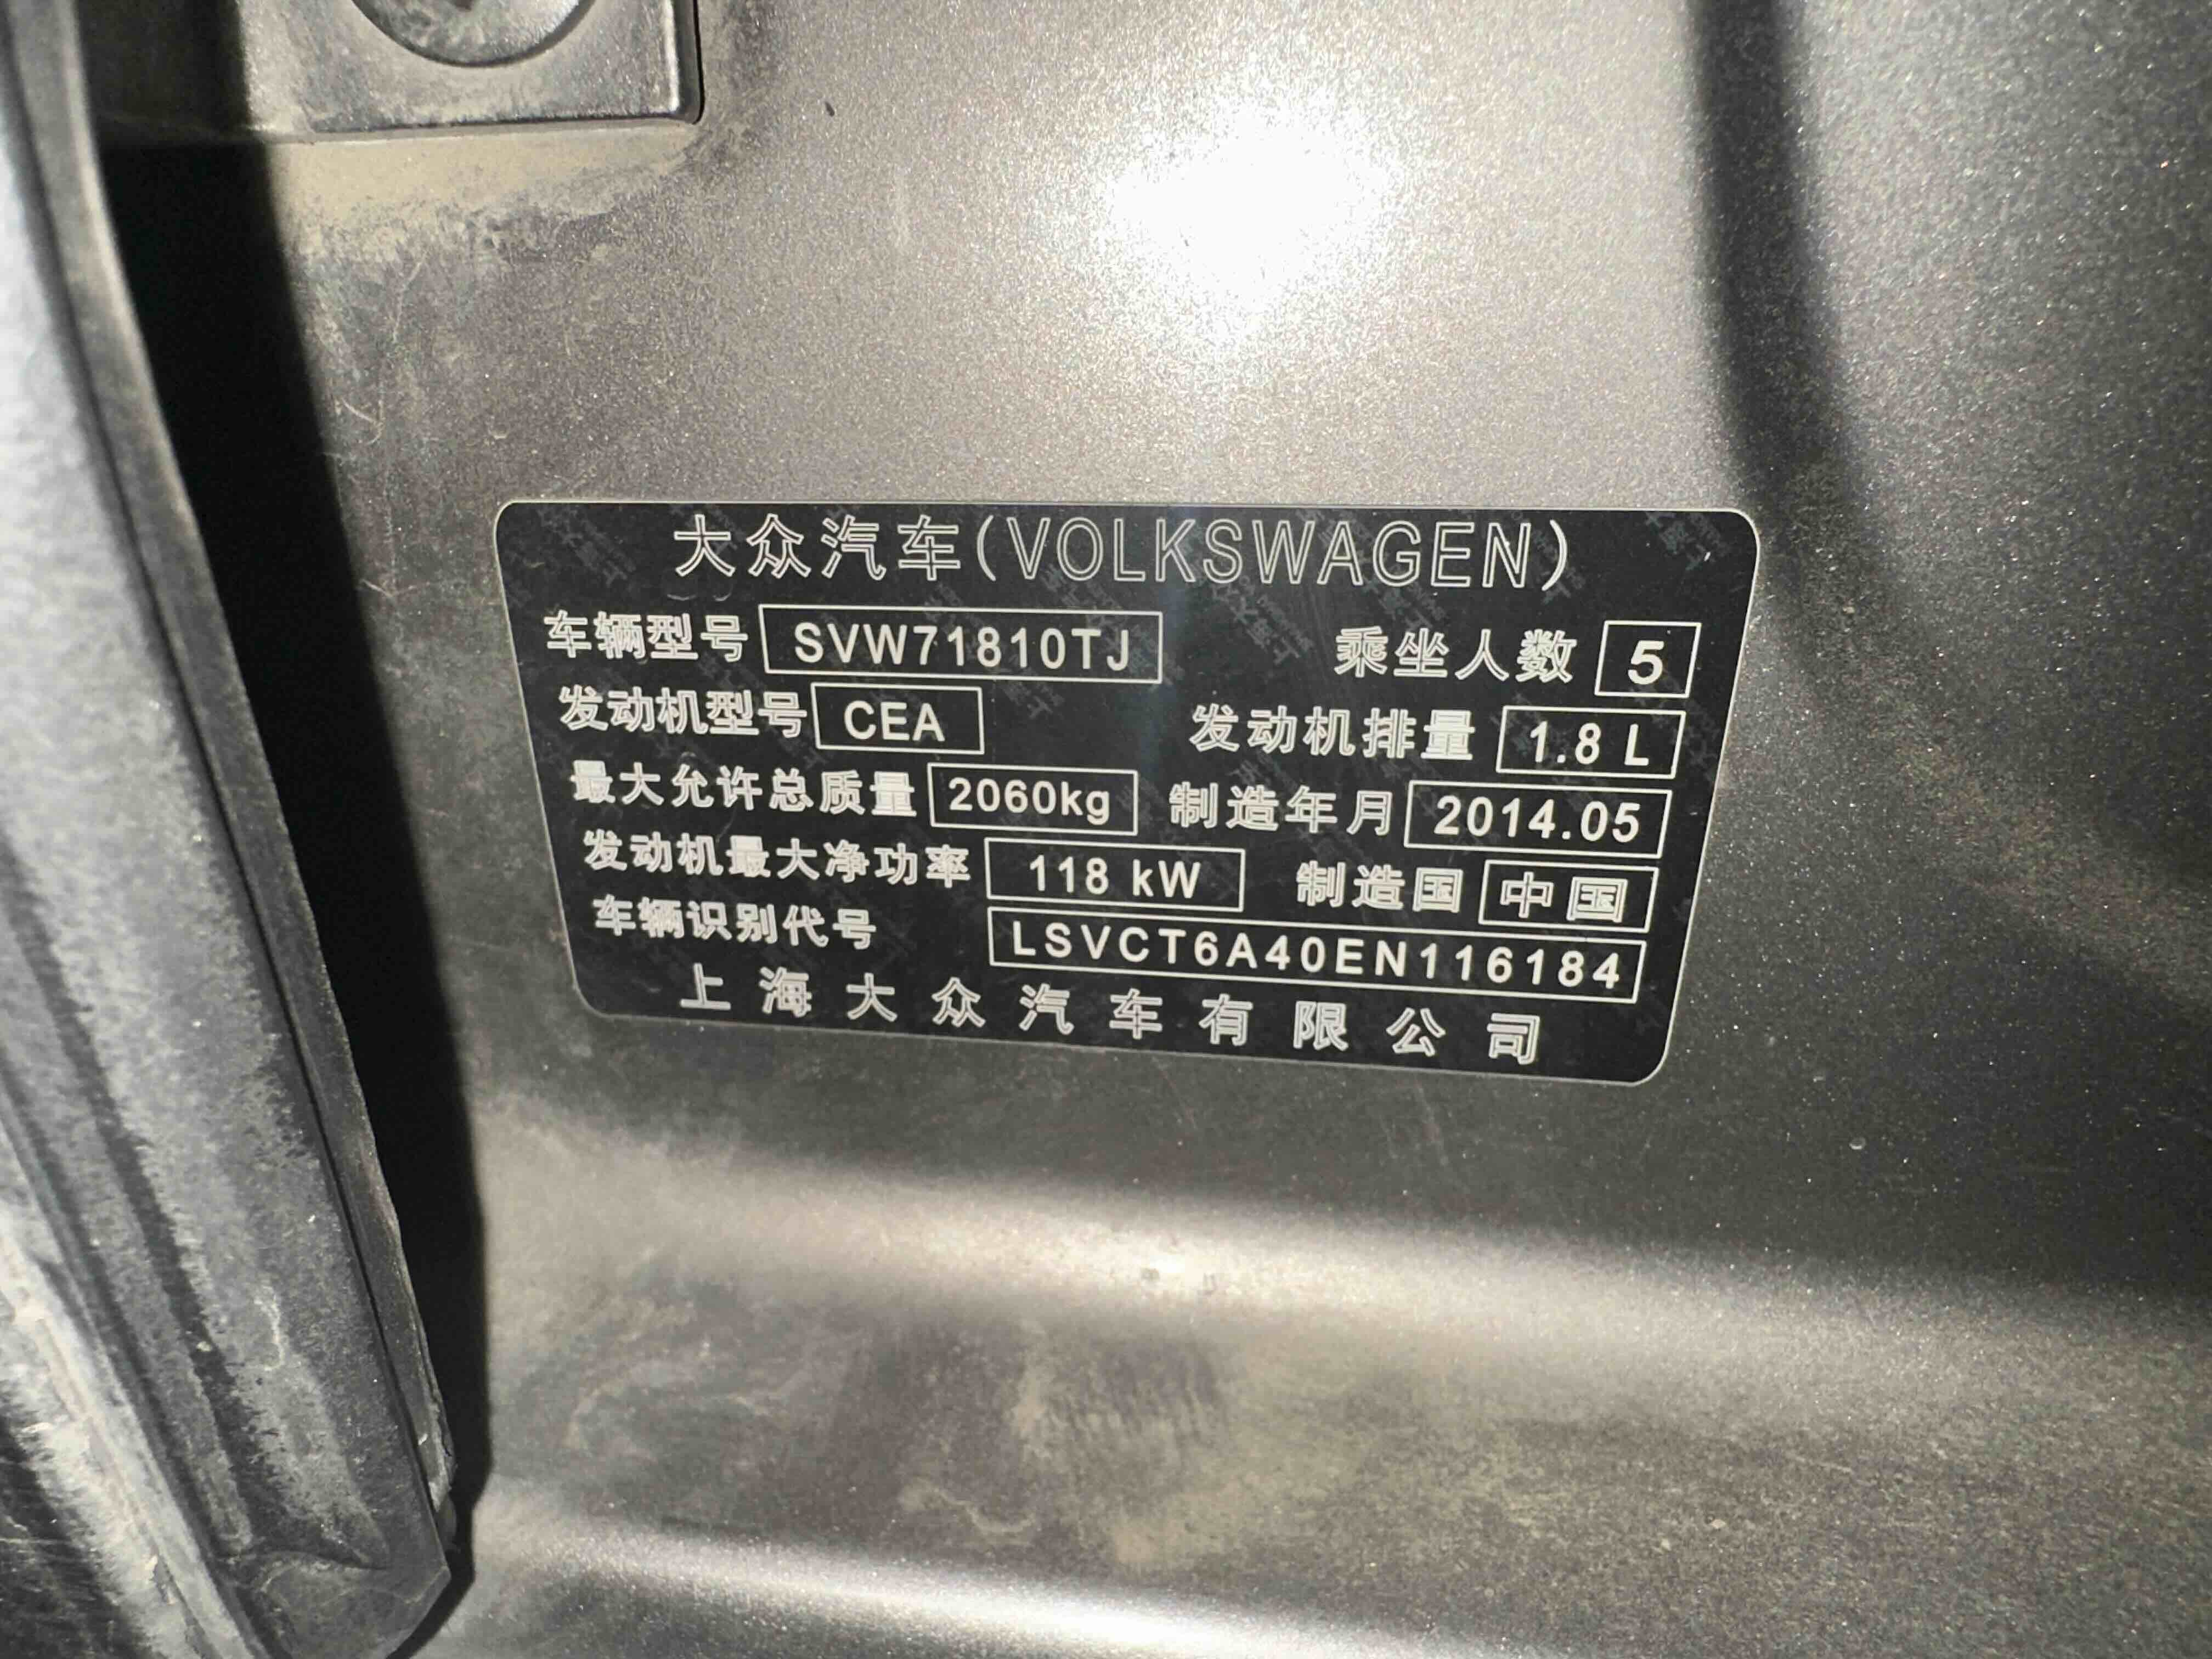 大众汽车(VOLKSWAGEN)
车辆型号 SVW71810TJ 乘坐人数 5
发动机型号 CEA 发动机排量 1.8 L
最大允许总质量 2060kg 制造年月 2014.05
发动机最大净功率 118 kW 制造国 中国
车辆识别代号 LSVCT6A40EN116184
上海大众汽车有限公司